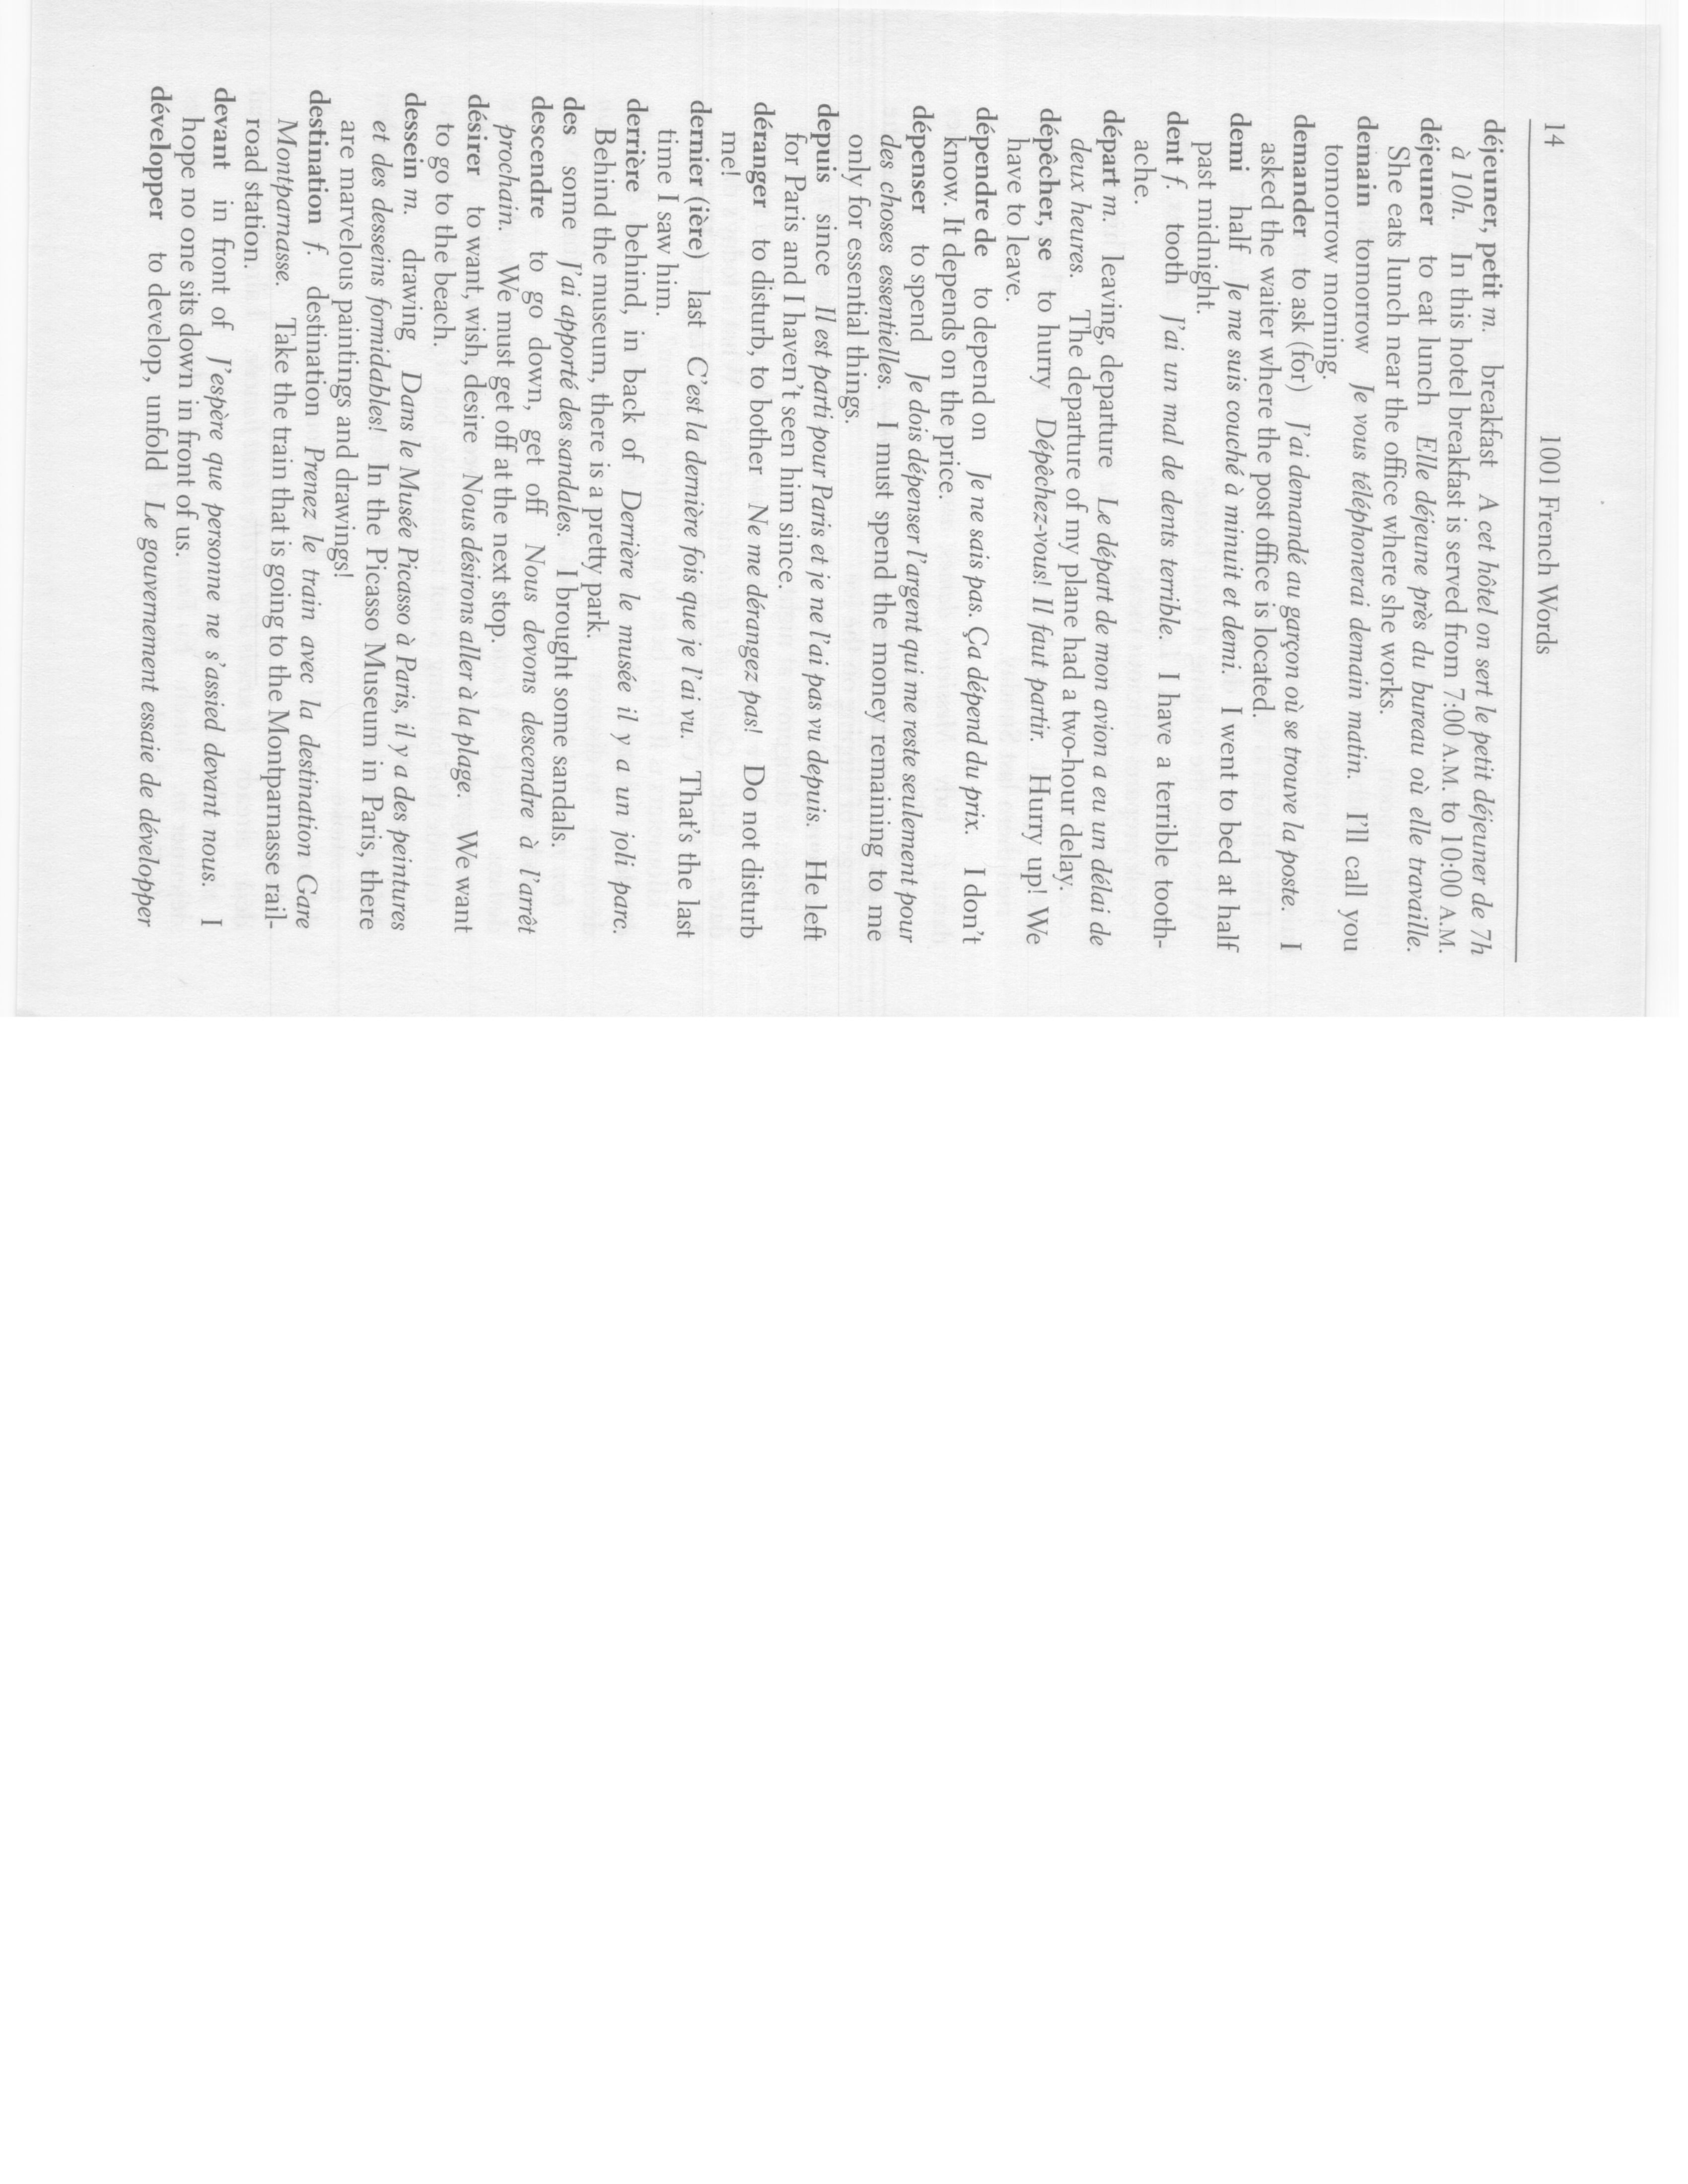 14 1001 French Words
déjeuner, petit m. breakfast A cet hôtel on sert le petit déjeuner de 7h
à 10h. In this hotel breakfast is served from 7:00 A.M. to 10:00 A.M.
déjeuner to eat lunch Elle déjeune près du bureau où elle travaille.
She eats lunch near the office where she works.
demain tomorrow Je vous téléphonerai demain matin. I'll call you
tomorrow morning.
demander to ask (for) J'ai demandé au garçon où se trouve la poste. I
asked the waiter where the post office is located.
demi half Je me suis couché à minuit et demi. I went to bed at half
past midnight.
dent f. tooth J'ai un mal de dents terrible. I have a terrible tooth-
ache.
départ m. leaving, departure Le départ de mon avion a eu un délai de
deux heures. The departure of my plane had a two-hour delay.
dépêcher, se to hurry Dépêchez-vous! Il faut partir. Hurry up! We
have to leave.
dépendre de to depend on Je ne sais pas. Ça dépend du prix. I don't
know. It depends on the price.
dépenser to spend Je dois dépenser l'argent qui me reste seulement pour
des choses essentielles. I must spend the money remaining to me
only for essential things.
depuis since Il est parti pour Paris et je ne l'ai pas vu depuis. He left
for Paris and I haven't seen him since.
déranger to disturb, to bother Ne me dérangez pas! Do not disturb
me!
dernier (ière) last C'est la dernière fois que je l'ai vu. That's the last
time I saw him.
derrière behind, in back of Derrière le musée il y a un joli parc.
Behind the museum, there is a pretty park.
des some J'ai apporté des sandales. I brought some sandals.
descendre to go down, get off Nous devons descendre à l'arrêt
prochain. We must get off at the next stop.
désirer to want, wish, desire Nous désirons aller à la plage. We want
to go to the beach.
dessein m. drawing Dans le Musée Picasso à Paris, il y a des peintures
et des desseins formidables! In the Picasso Museum in Paris, there
are marvelous paintings and drawings!
destination f. destination Prenez le train avec la destination Gare
Montparnasse. Take the train that is going to the Montparnasse rail-
road station.
devant in front of J'espère que personne ne s'assied devant nous. I
hope no one sits down in front of us.
développer to develop, unfold Le gouvernement essaie de développer